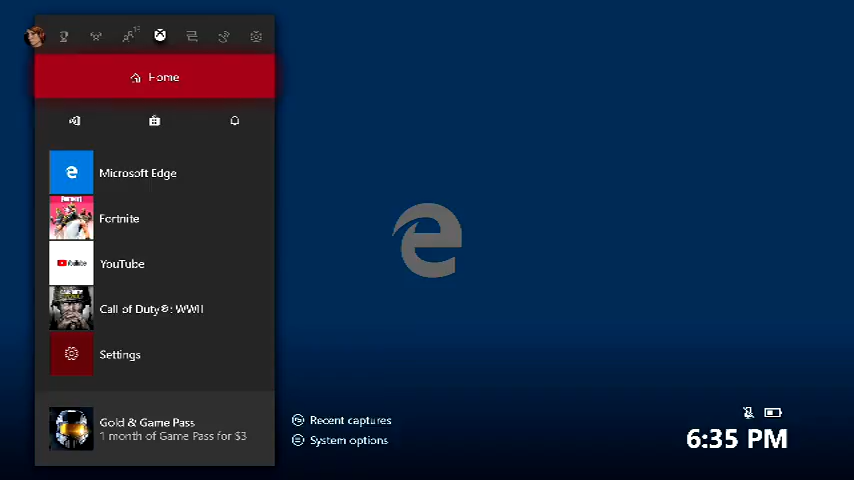 Home
Microsoft Edge
Fortnite
YouTube
Call of Duty®: WWII
Settings
Gold & Game Pass
1 month of Game Pass for $3
Recent captures
System options
6:35 PM